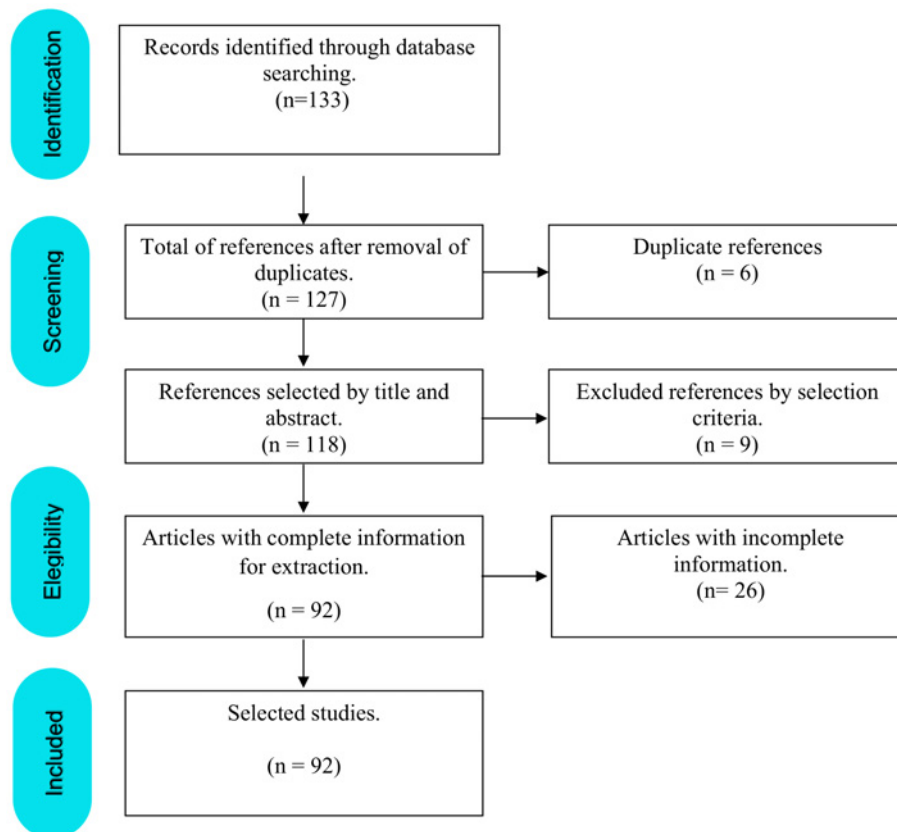 Identification
Records identified through database
searching.
(n=133)
Screening
Total of references after removal of
duplicates.
(n = 127)
Duplicate references
(n = 6)
References selected by title and
abstract.
(n = 118)
Excluded references by selection
criteria.
(n = 9)
Elegibility
Articles with complete information
for extraction.
(n = 92)
Articles with incomplete
information.
(n= 26)
Included
Selected studies.
(n = 92)